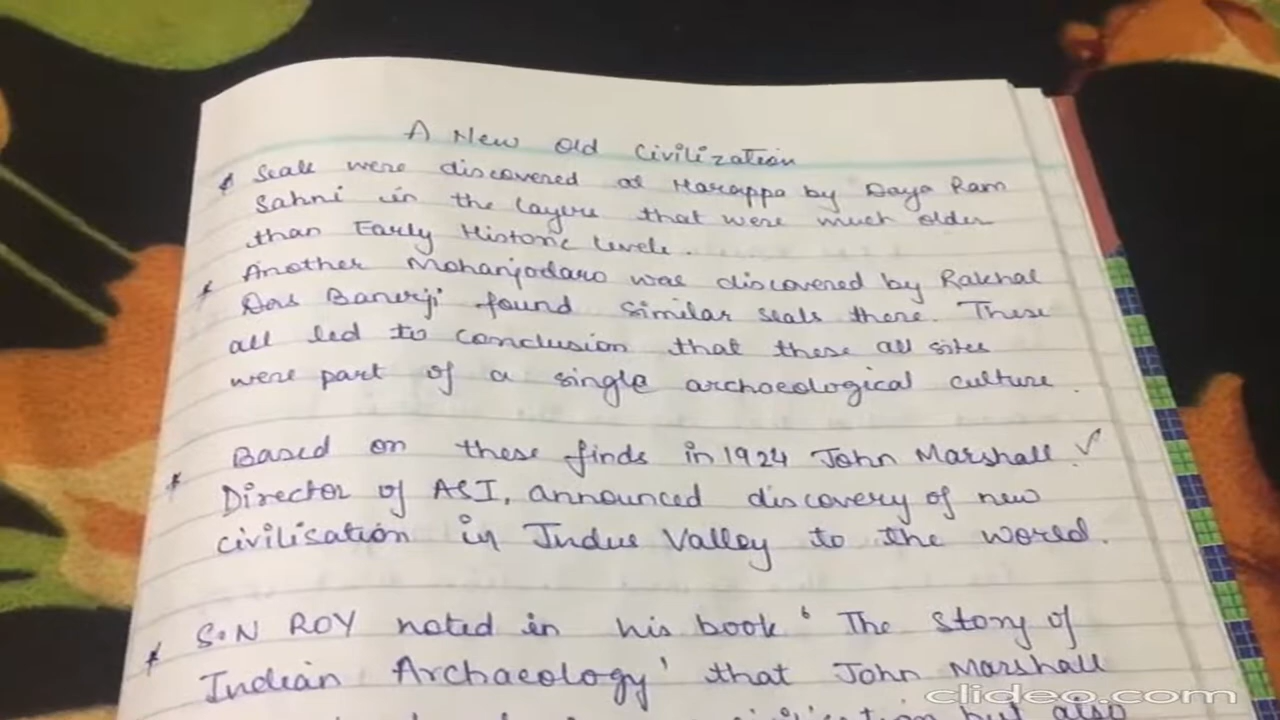 A New Old Civilization
* Seals were discovered at Harappa by Daya Ram
Sahni in the layers that were much older
than Early Historic levels.
* Another Mohanjodaro was discovered by Rakhal
Das Banerji found similar seals there. These
all led to conclusion that these all sites
were part of a single archaeological culture.
* Based on these finds in 1924 John Marshall. ✓
Director of ASI, announced discovery of new
civilisation in Indus Valley to the world.
* S.N ROY noted in his book ' The story of
Indian Archaeology' that John Marshall
but also
clideo.com